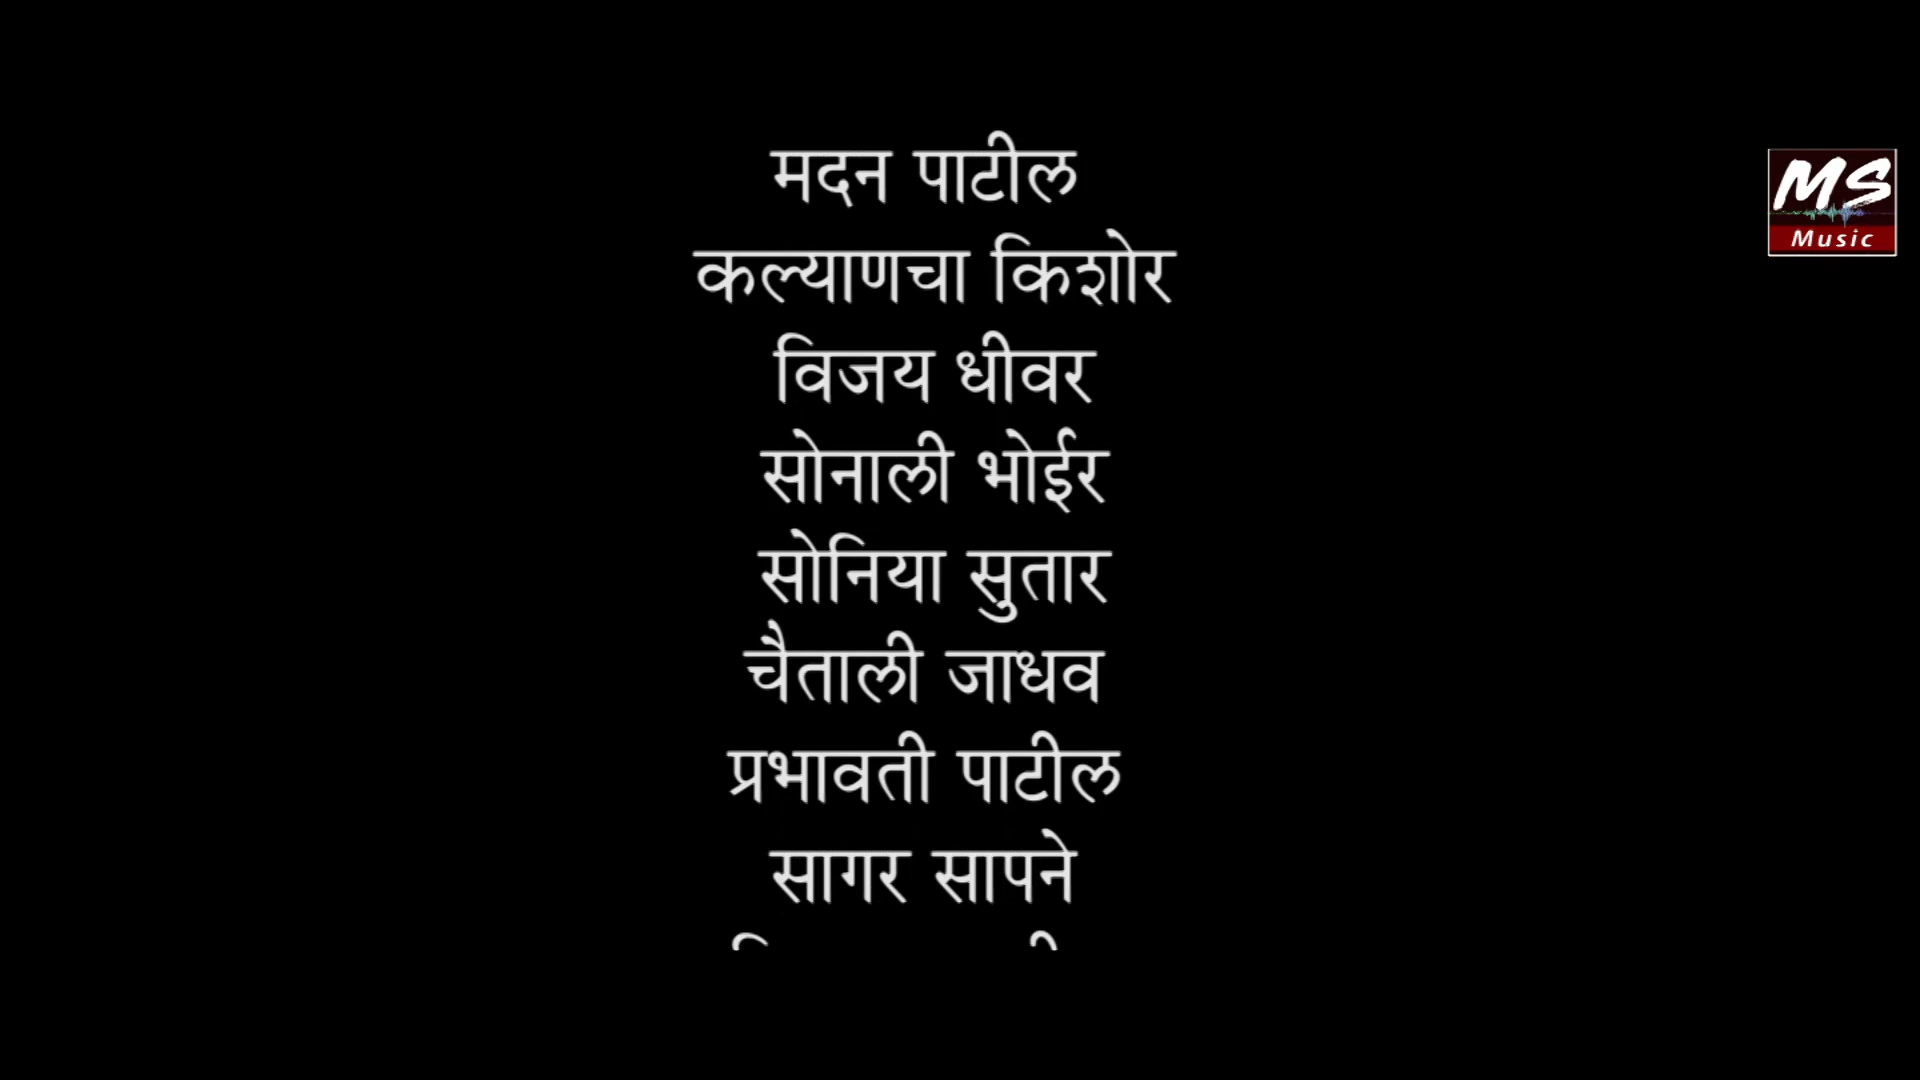 मदन पाटील
कल्याणचा किशोर
विजय धीवर
सोनाली भोईर
सोनिया सुतार
चैताली जाधव
प्रभावती पाटील
सागर सापने
MS
Music